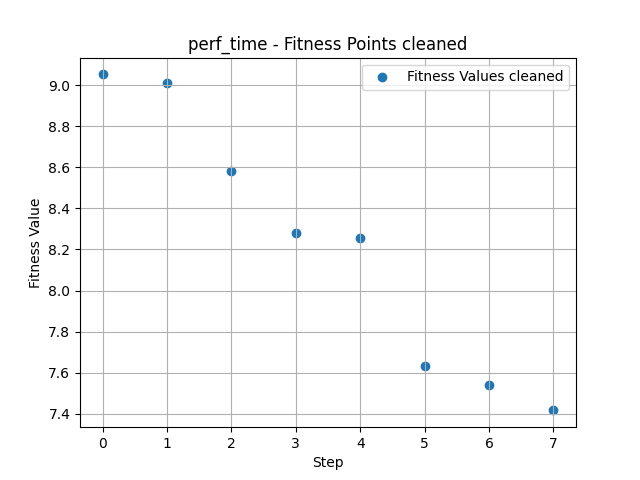 perf_time - Fitness Points cleaned
Fitness Values cleaned
Fitness Value
9.0
8.8
8.6
8.4
8.2
8.0
7.8
7.6
7.4
0 1 2 3 4 5 6 7
Step